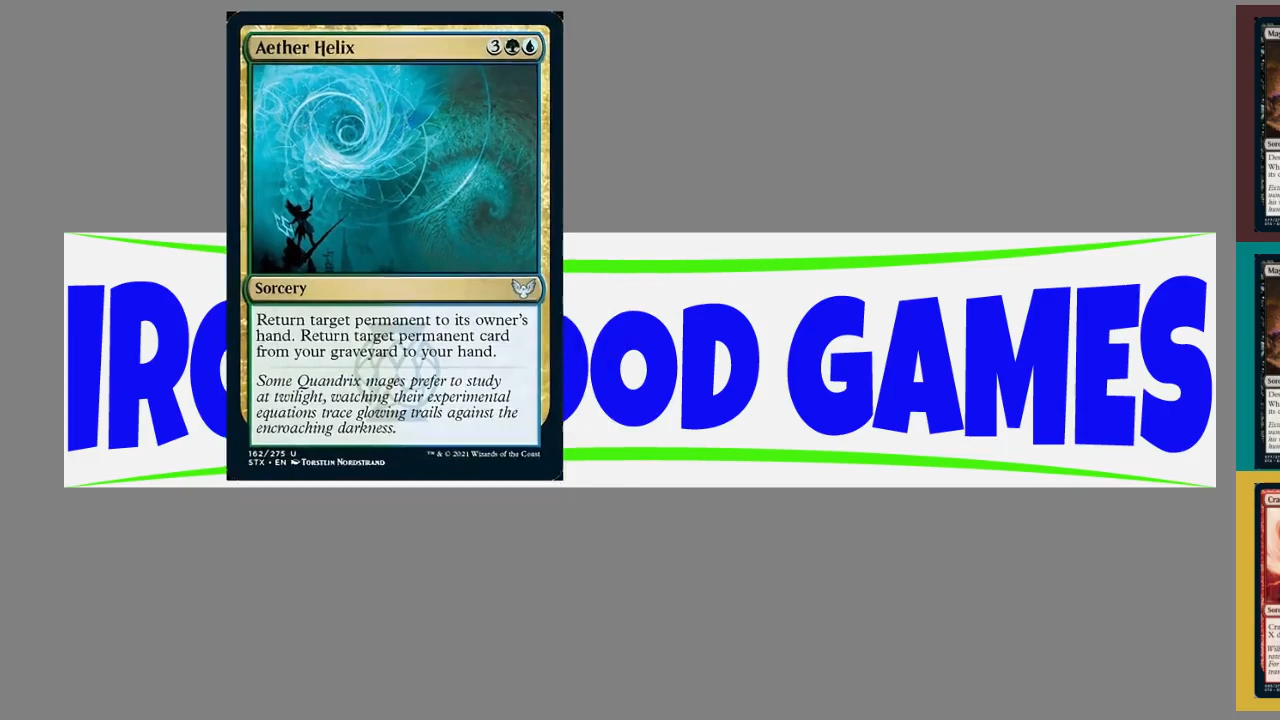 Aether Helix
3
Sorcery
Return target permanent to its owner's
hand. Return target permanent card
from your graveyard to your hand.
Some Quandrix mages prefer to study
at twilight, watching their experimental
equations trace glowing trails against the
encroaching darkness.
162/275 U
STX • EN Torstein Nordstrand
™ & © 2021 Wizards of the Coast
GAMES